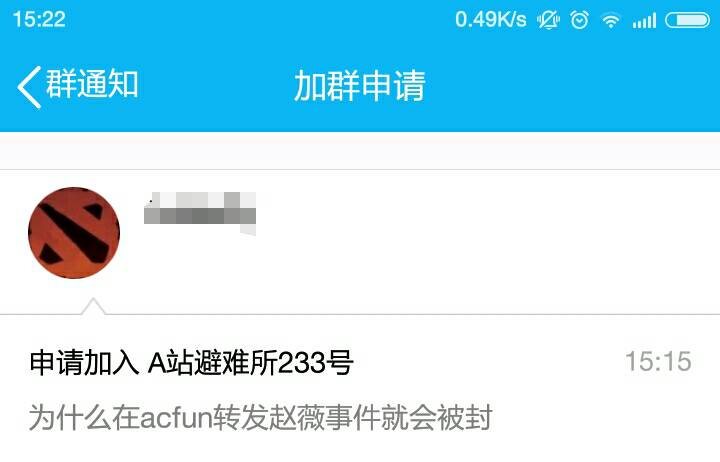 15:22 0.49K/s
群通知 加群申请
申请加入 A站避难所233号 15:15
为什么在acfun转发赵薇事件就会被封